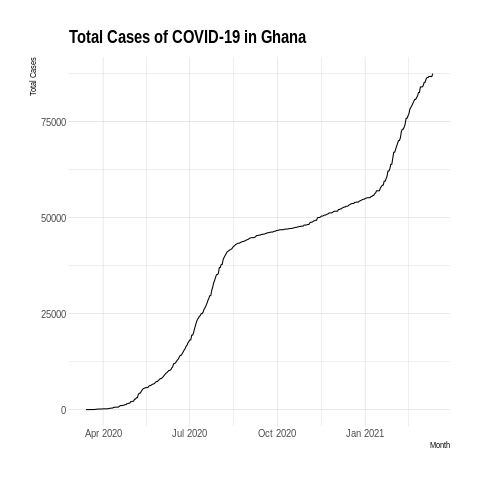 Total Cases of COVID-19 in Ghana
Total Cases
75000
50000
25000
0
Apr 2020 Jul 2020 Oct 2020 Jan 2021
Month